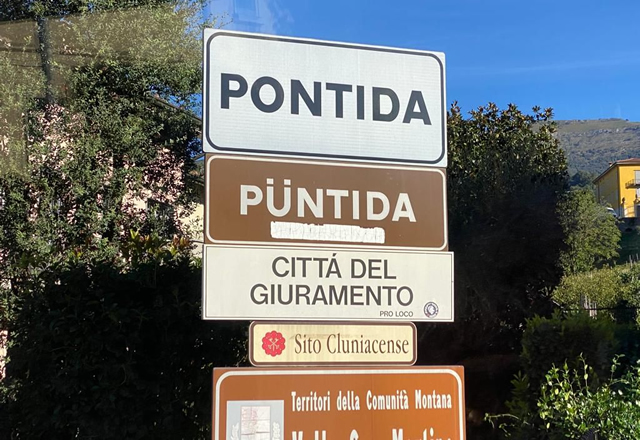 PONTIDA
PÜNTIDA
CITTÁ DEL
GIURAMENTO
PRO LOCO
Sito Cluniacense
Territori della Comunità Montana